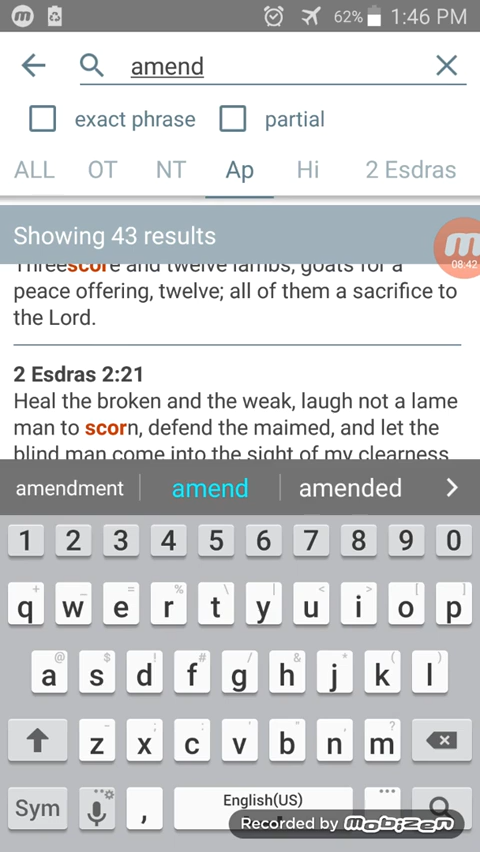 62% 1:46 PM
amend
exact phrase partial
ALL OT NT Ap Hi 2 Esdras
Showing 43 results
08:42
Threescore and twelve lambs, goats for a
peace offering, twelve; all of them a sacrifice to
the Lord.
2 Esdras 2:21
Heal the broken and the weak, laugh not a lame
man to scorn, defend the maimed, and let the
blind man come into the sight of my clearness
amendment amend amended
1 2 3 4 5 6 7 8 9 0
q w e r t y u i o p
a s d f g h j k l
z x c v b n m
Sym , English(US)
Recorded by mobizen